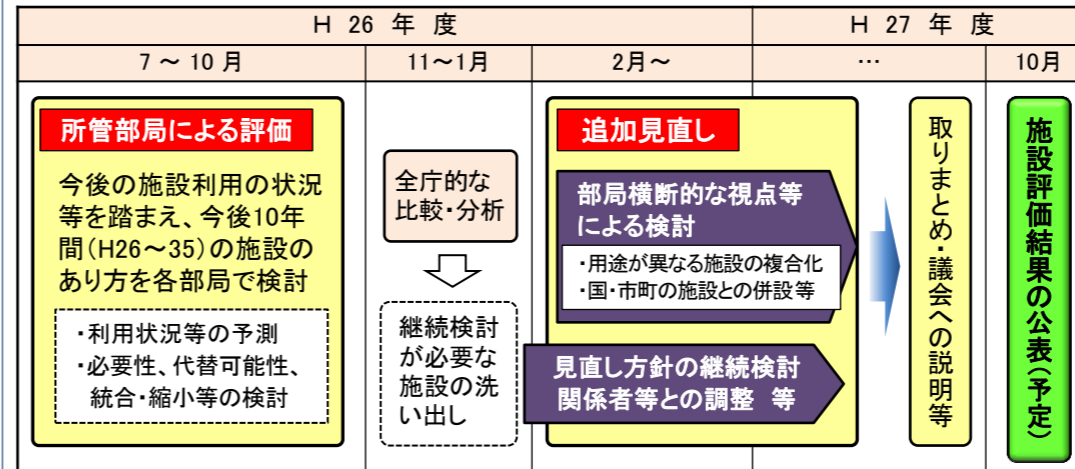 H 26 年 度
H 27 年 度
7 ～ 10 月
11～1月
2月～
…
10月
所管部局による評価
今後の施設利用の状況
等を踏まえ、今後10年
間(H26～35)の施設の
あり方を各部局で検討
・利用状況等の予測
・必要性、代替可能性、
統合・縮小等の検討
全庁的な
比較・分析
継続検討
が必要な
施設の洗
い出し
追加見直し
部局横断的な視点等
による検討
・用途が異なる施設の複合化
・国・市町の施設との併設等
見直し方針の継続検討
関係者等との調整 等
取りまとめ・議会への説明等
施設評価結果の公表(予定)